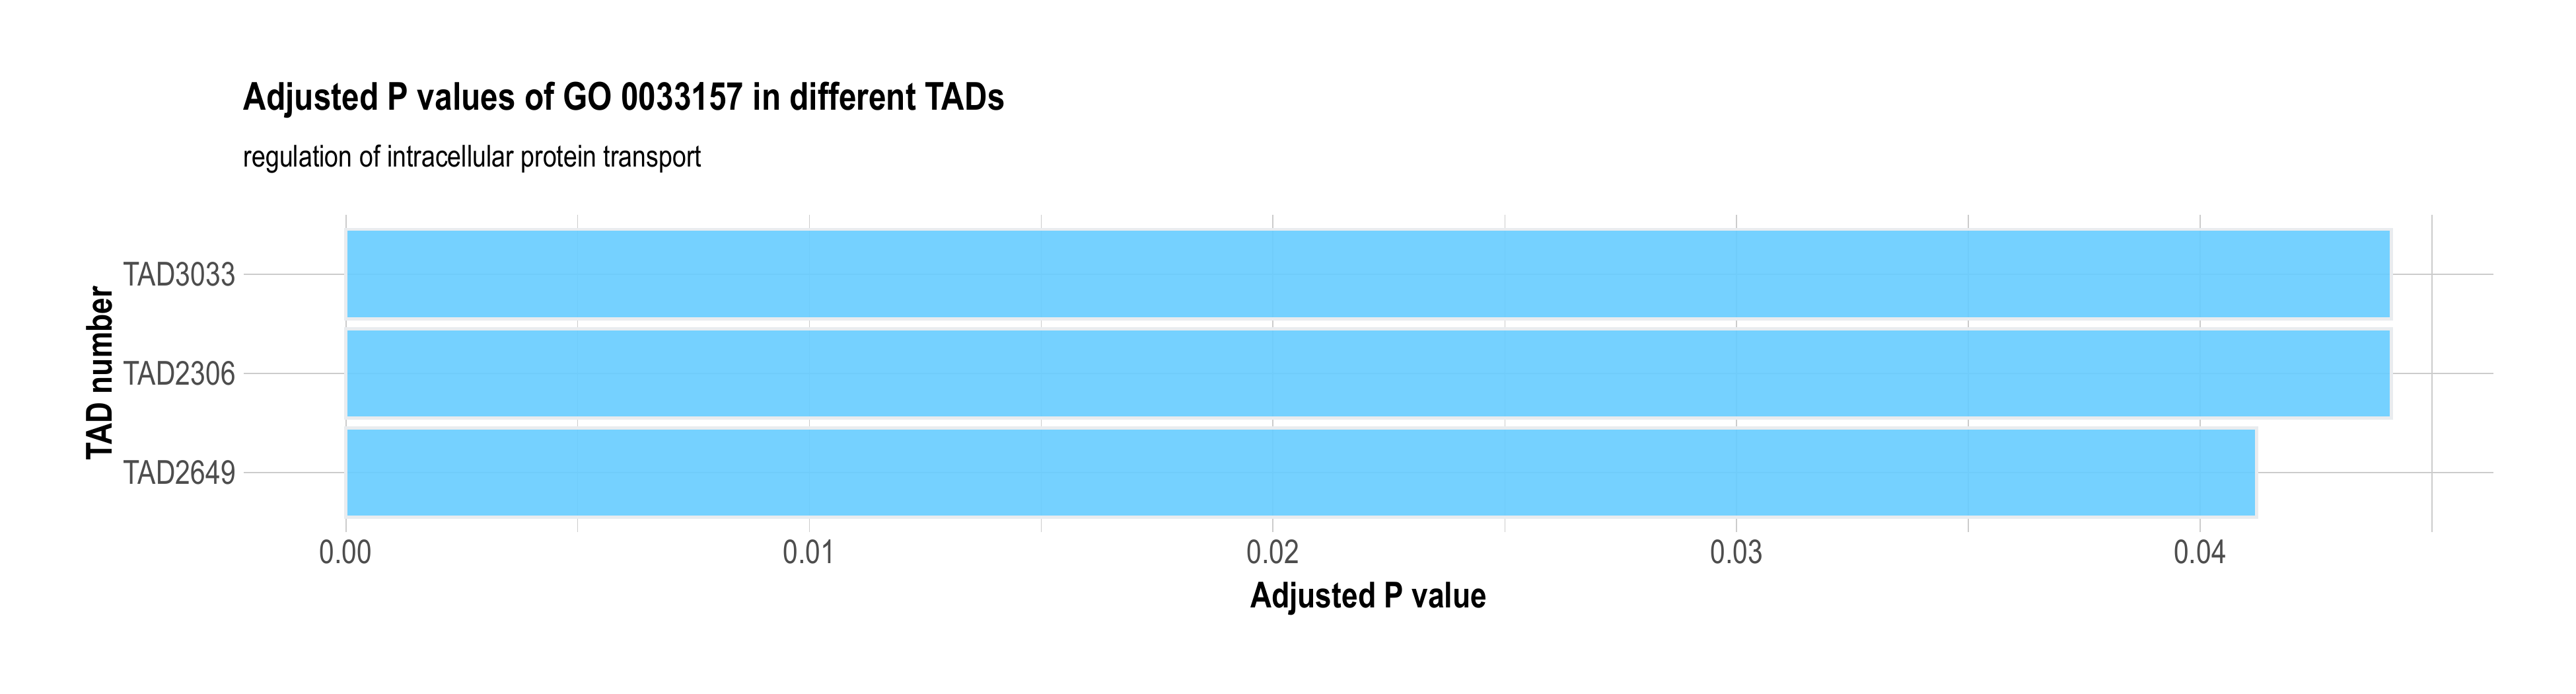 Adjusted P values of GO 0033157 in different TADs
regulation of intracellular protein transport
TAD number
TAD3033
TAD2306
TAD2649
0.00 0.01 0.02 0.03 0.04
Adjusted P value